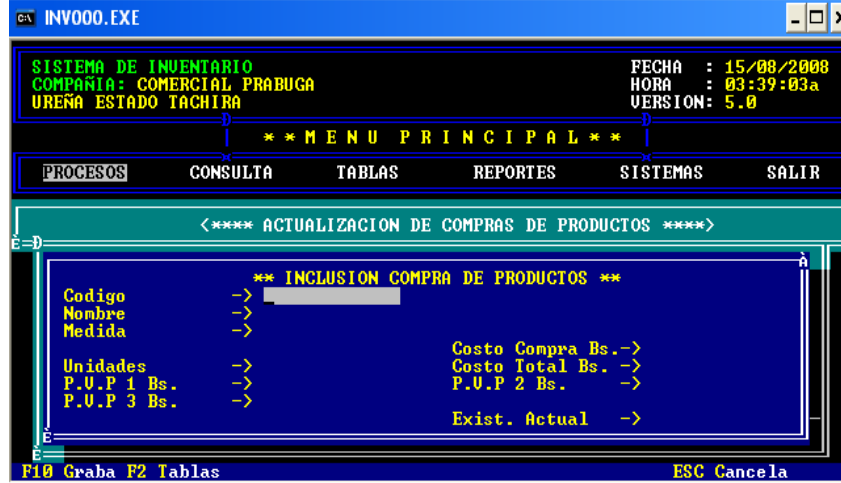 INV000.EXE
SISTEMA DE INVENTARIO FECHA : 15/08/2008
COMPAÑIA: COMERCIAL PRABUGA HORA : 03:39:03a
UREÑA ESTADO TACHIRA VERSION: 5.0
* * M E N U P R I N C I P A L * *
PROCESOS CONSULTA TABLAS REPORTES SISTEMAS SALIR
<**** ACTUALIZACION DE COMPRAS DE PRODUCTOS ****>
** INCLUSION COMPRA DE PRODUCTOS **
Codigo ->
Nombre ->
Medida ->
Costo Compra Bs.->
Unidades -> Costo Total Bs. ->
P.V.P 1 Bs. -> P.V.P 2 Bs. ->
P.V.P 3 Bs. ->
Exist. Actual ->
F10 Graba F2 Tablas ESC Cancela